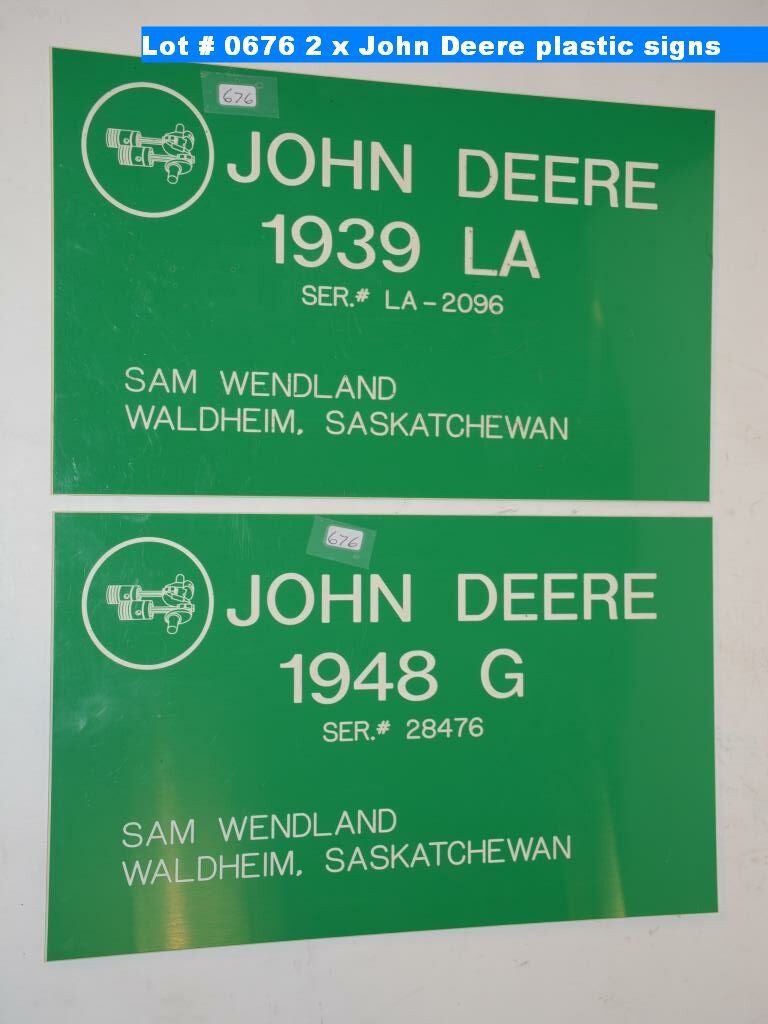 Lot # 0676 2 x John Deere plastic signs
676
JOHN DEERE
1939 LA
SER.# LA-2096
SAM WENDLAND
WALDHEIM, SASKATCHEWAN
676
JOHN DEERE
1948 G
SER.# 28476
SAM WENDLAND
WALDHEIM, SASKATCHEWAN